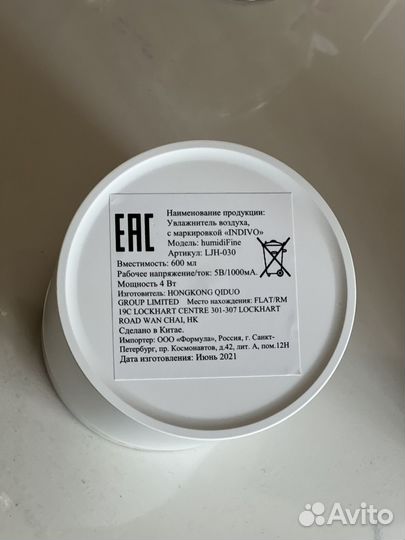 EAC
Наименование продукции:
Увлажнитель воздуха,
с маркировкой «INDIVO»
Модель: humidiFine
Артикул: LJH-030
Вместимость: 600 мл
Рабочее напряжение/ток: 5В/1000мА.
Мощность 4 Вт
Изготовитель: HONGKONG QIDUO
GROUP LIMITED Место нахождения: FLAT/RM
19C LOCKHART CENTRE 301-307 LOCKHART
ROAD WAN CHAI, HK
Сделано в Китае.
Импортер: ООО «Формула», Россия, г. Санкт-
Петербург, пр. Космонавтов, д.42, лит. А, пом.12Н
Дата изготовления: Июнь 2021
Avito